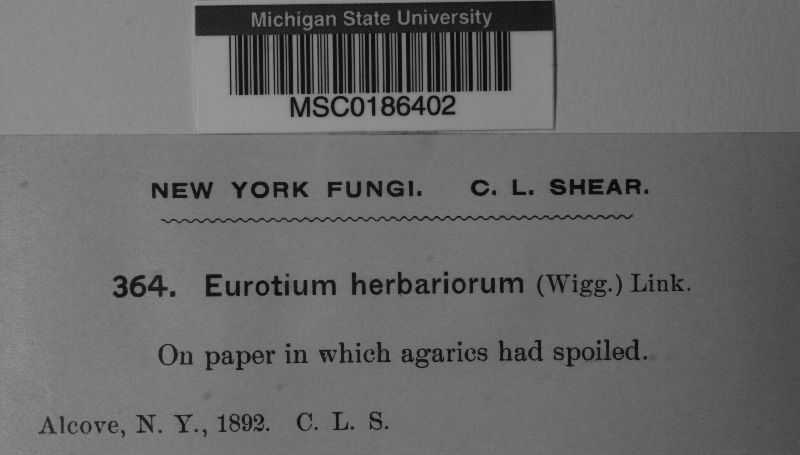 Michigan State University
MSC0186402
NEW YORK FUNGI. C. L. SHEAR.
364. Eurotium herbariorum (Wigg.) Link.
On paper in which agarics had spoiled.
Alcove, N. Y., 1892. C. L. S.